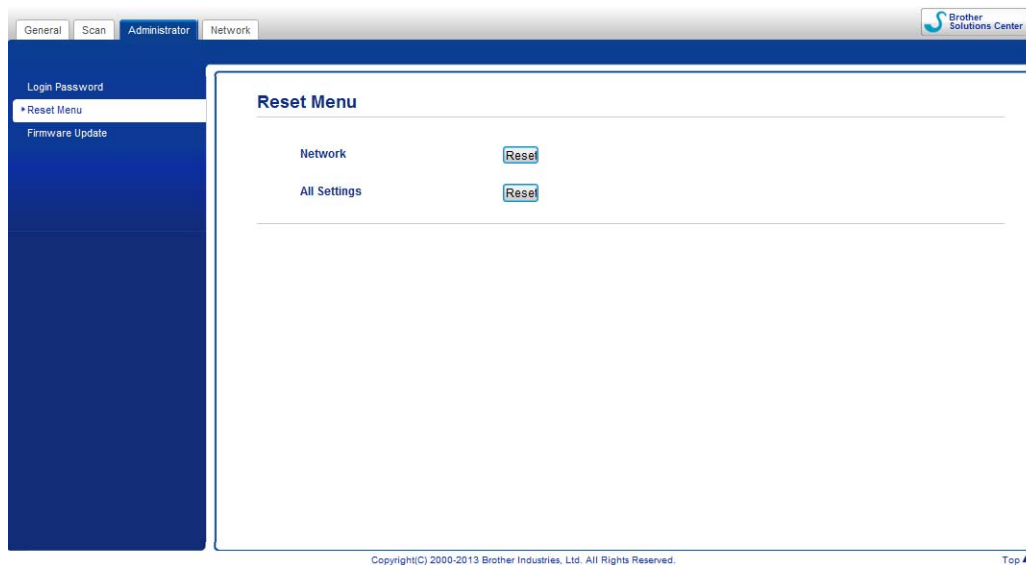 General Scan Administrator Network
Brother
Solutions Center
Login Password
Reset Menu
Firmware Update
Reset Menu
Network Reset
All Settings Reset
Copyright(C) 2000-2013 Brother Industries, Ltd. All Rights Reserved.
Top